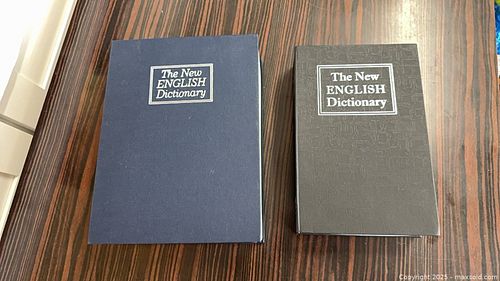 The New
ENGLISH
Dictionary
The New
ENGLISH
Dictionary
Copyright 2025 - maxsold.com